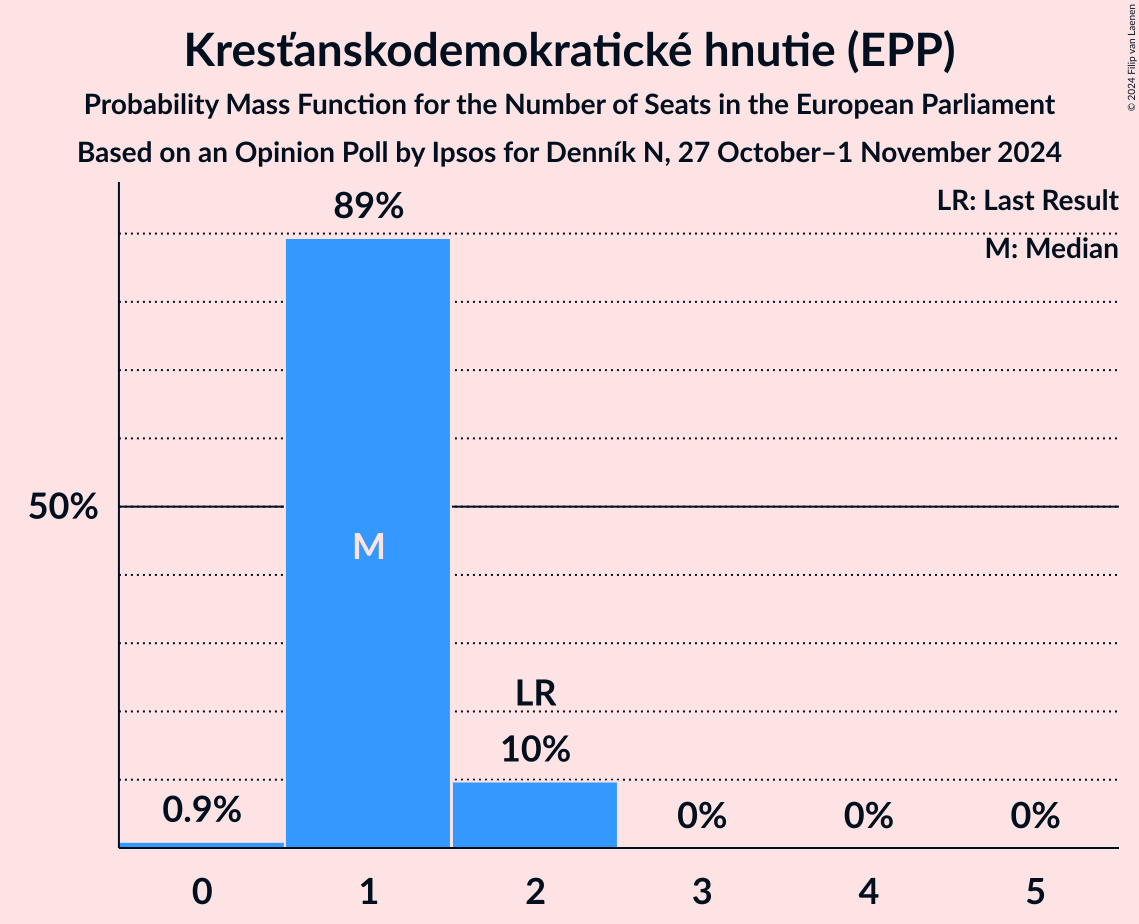 Kresťanskodemokratické hnutie (EPP)
Probability Mass Function for the Number of Seats in the European Parliament
Based on an Opinion Poll by Ipsos for Denník N, 27 October–1 November 2024
© 2024 Filip van Laenen
LR: Last Result
M: Median
89%
50%
M
LR
10%
0.9%
0%
0%
0%
0
1
2
3
4
5